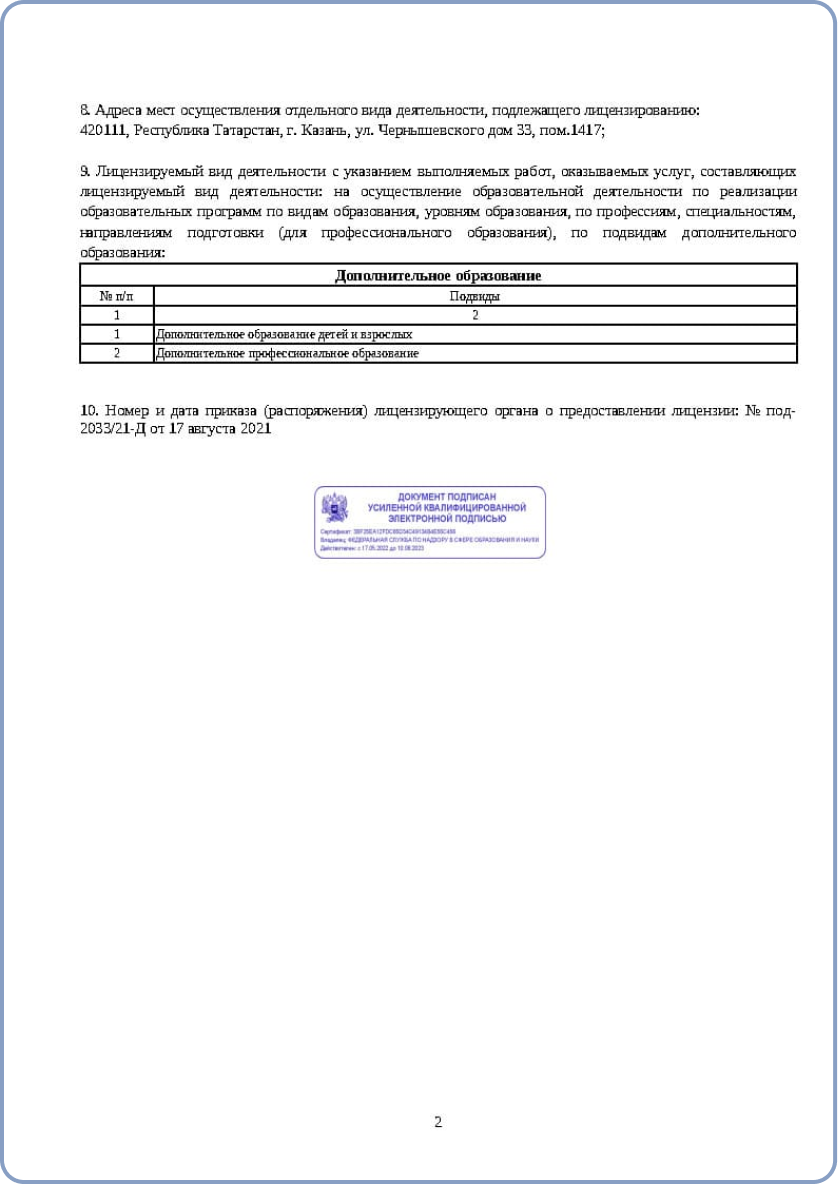 8. Адреса мест осуществления отдельного вида деятельности, подлежащего лицензированию:
420111, Республика Татарстан, г. Казань, ул. Чернышевского дом 33, пом.1417;
9. Лицензируемый вид деятельности с указанием выполняемых работ, оказываемых услуг, составляющих
лицензируемый вид деятельности: на осуществление образовательной деятельности по реализации
образовательных программ по видам образования, уровням образования, по профессиям, специальностям,
направлениям подготовки (для профессионального образования), по подвидам дополнительного
образования:
Дополнительное образование
№ п/п Подвиды
1 2
1 Дополнительное образование детей и взрослых
2 Дополнительное профессиональное образование
10. Номер и дата приказа (распоряжения) лицензирующего органа о предоставлении лицензии: № под-
2033/21-Д от 17 августа 2021
ДОКУМЕНТ ПОДПИСАН
УСИЛЕННОЙ КВАЛИФИЦИРОВАННОЙ
ЭЛЕКТРОННОЙ ПОДПИСЬЮ
Сертификат:
Владелец: ФЕДЕРАЛЬНАЯ СЛУЖБА ПО НАДЗОРУ В СФЕРЕ ОБРАЗОВАНИЯ И НАУКИ
Действителен: с 17.05.2022 до 10.08.2023
2